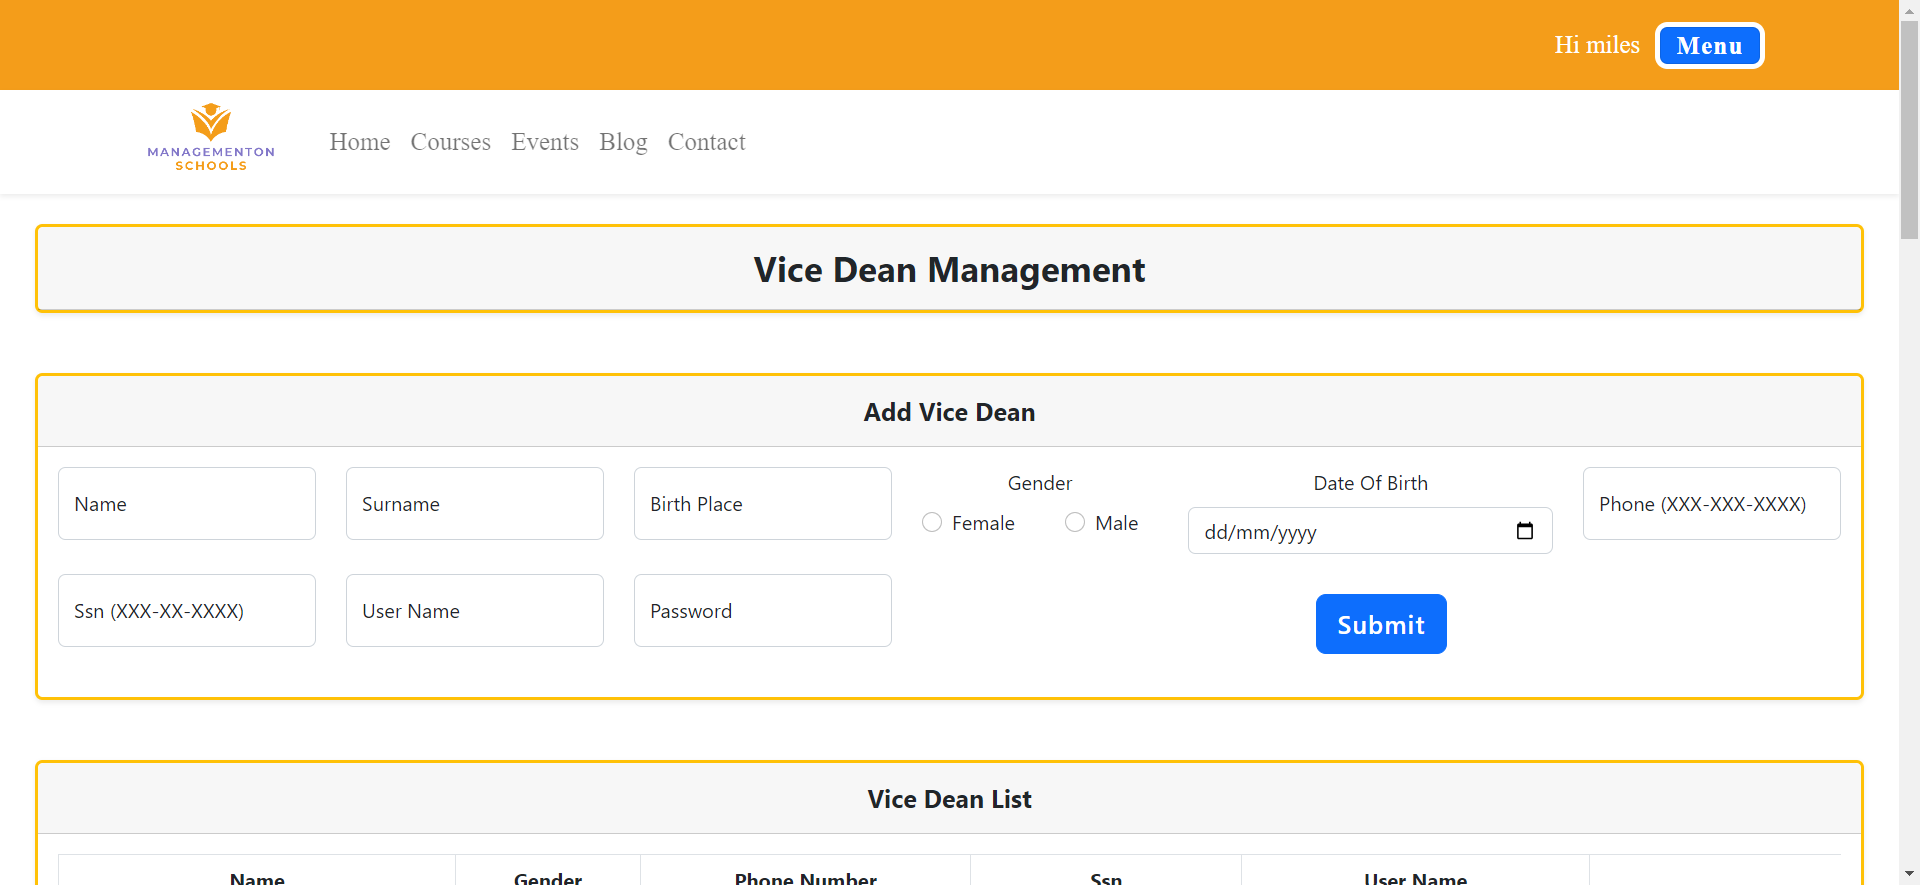 Hi miles Menu
MANAGEMENTON
SCHOOLS
Home Courses Events Blog Contact
Vice Dean Management
Add Vice Dean
Name
Surname
Birth Place
Gender
Female Male
Date Of Birth
dd/mm/yyyy
Phone (XXX-XXX-XXXX)
Ssn (XXX-XX-XXXX)
User Name
Password
Submit
Vice Dean List
Name Gender Phone Number Ssn User Name